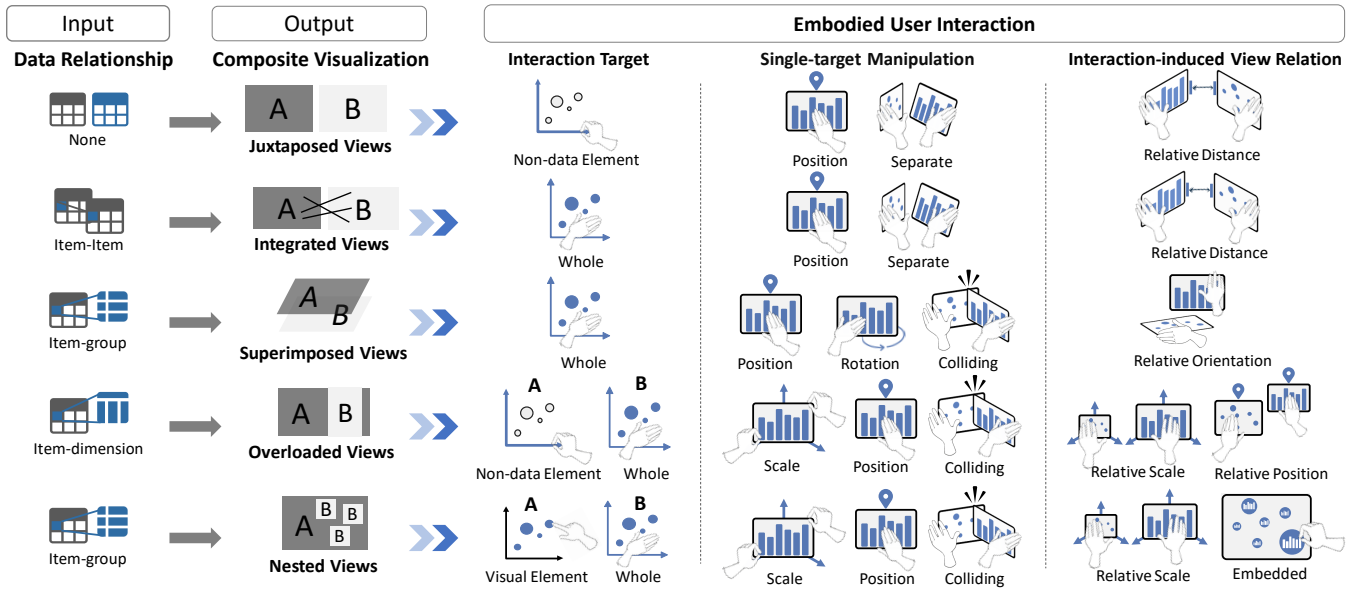 Input
Output
Embodied User Interaction
Data Relationship
Composite Visualization
Interaction Target
Single-target Manipulation
Interaction-induced View Relation
None
A
B
Juxtaposed Views
Non-data Element
Position
Separate
Relative Distance
Item-Item
A
B
Integrated Views
Whole
Position
Separate
Relative Distance
Item-group
A
B
Superimposed Views
Whole
Position
Rotation
Colliding
Relative Orientation
Item-dimension
A
B
Overloaded Views
A
B
Non-data Element
Whole
Scale
Position
Colliding
Relative Scale
Relative Position
Item-group
A
B
B
B
Nested Views
A
B
Visual Element
Whole
Scale
Position
Colliding
Relative Scale
Embedded